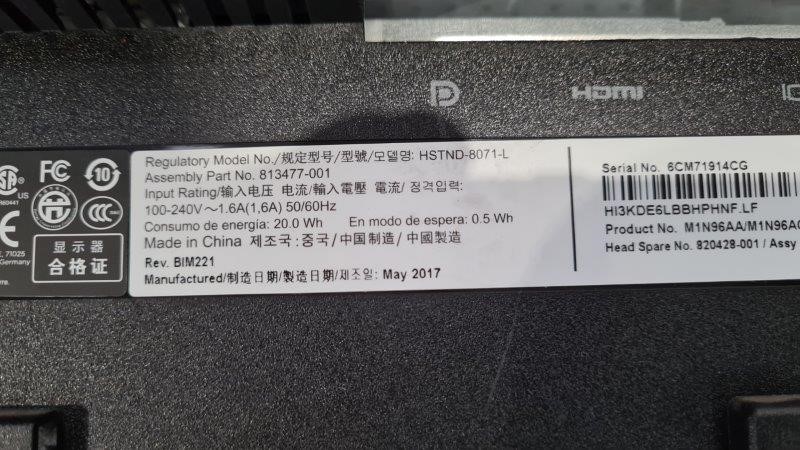 HDMI
US
FC
10
CCC
E, 71025
Germany
显示器
合格证
Regulatory Model No./规定型号/型號/모델명: HSTND-8071-L
Assembly Part No. 813477-001
Input Rating/输入电压 电流/輸入電壓 電流/ 정격입력:
100-240V～1.6A(1,6A) 50/60Hz
Consumo de energía: 20.0 Wh En modo de espera: 0.5 Wh
Made in China 제조국:중국/中国制造/中國製造
Rev. BIM221
Manufactured/制造日期/製造日期/제조일: May 2017
Serial No. 6CM71914CG
HI3KDE6LBBHPHNF.LF
Product No. M1N96AA/M1N96A
Head Spare No. 820428-001 / Assy